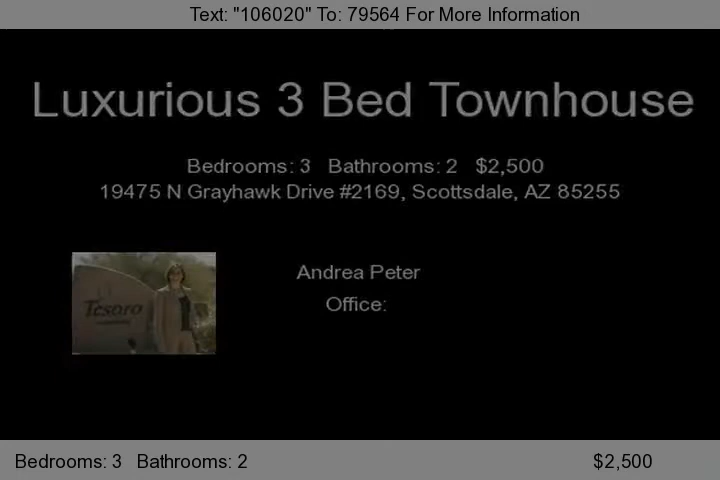 Text: "106020" To: 79564 For More Information
Luxurious 3 Bed Townhouse
Bedrooms: 3 Bathrooms: 2 $2,500
19475 N Grayhawk Drive #2169, Scottsdale, AZ 85255
Andrea Peter
Office:
Tesoro
Bedrooms: 3 Bathrooms: 2 $2,500